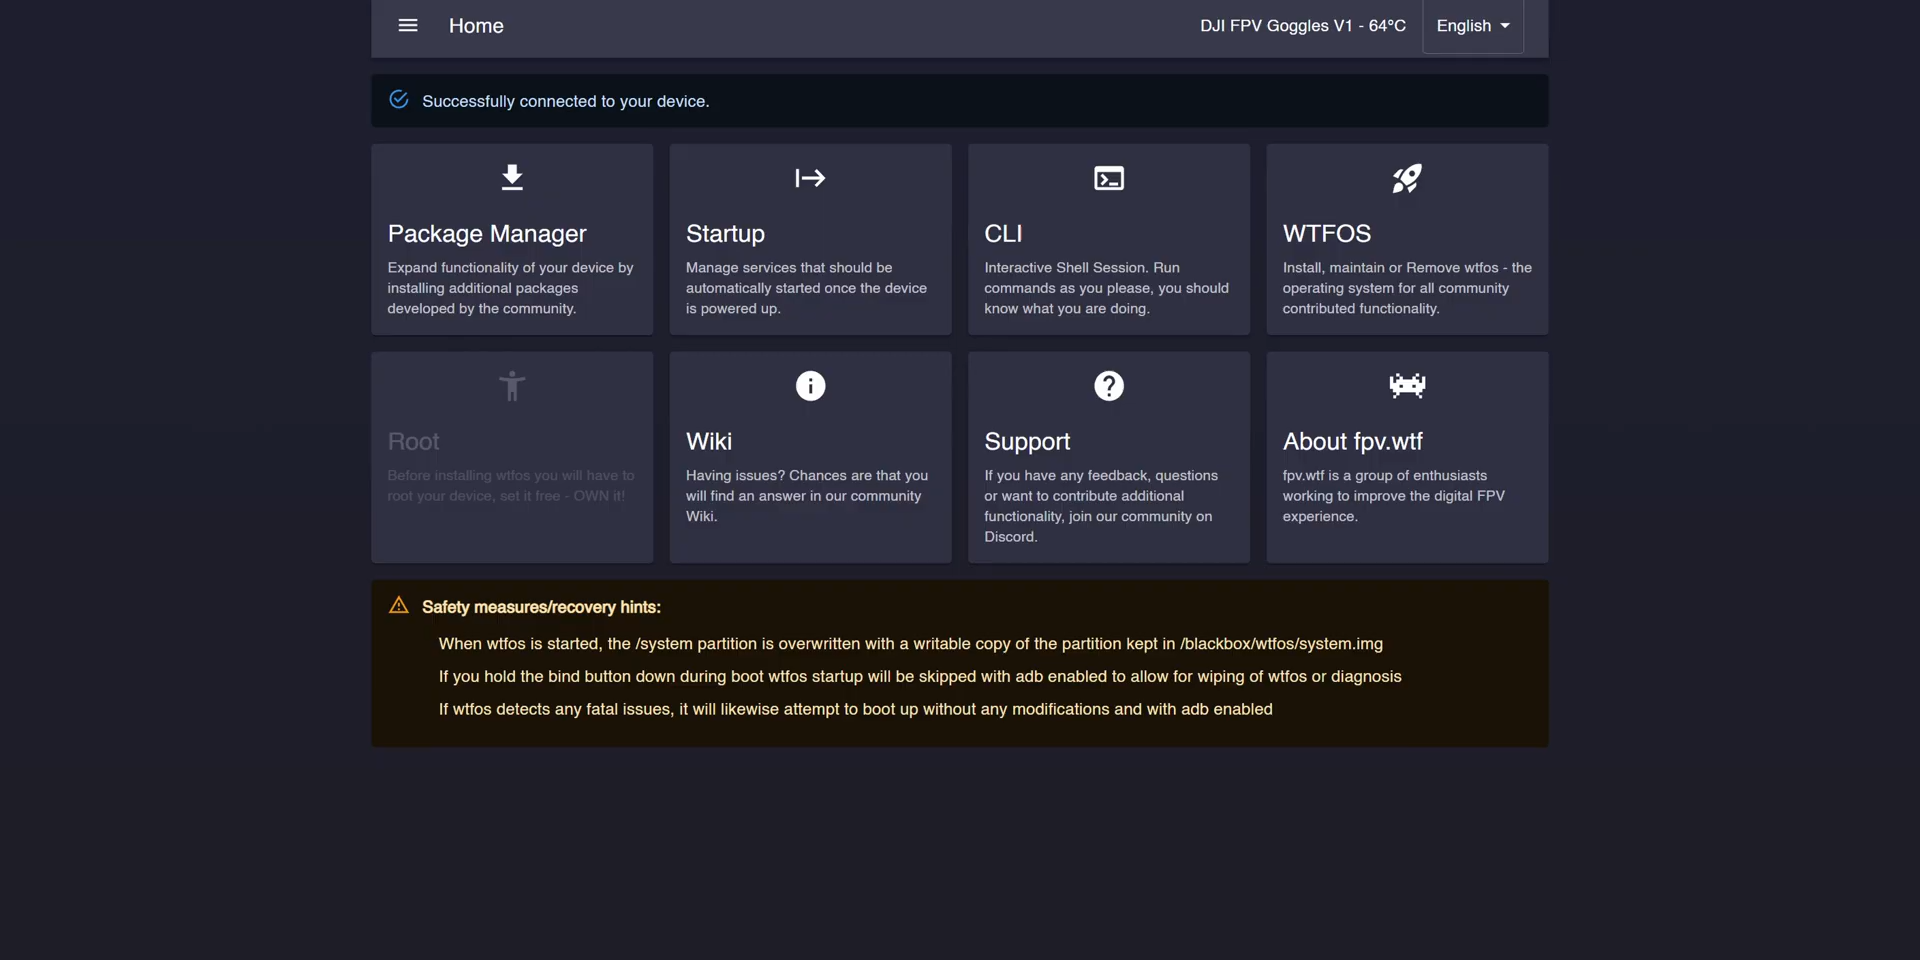 Home
DJI FPV Goggles V1 - 64°C
English
Successfully connected to your device.
Package Manager
Expand functionality of your device by
installing additional packages
developed by the community.
Startup
Manage services that should be
automatically started once the device
is powered up.
CLI
Interactive Shell Session. Run
commands as you please, you should
know what you are doing.
WTFOS
Install, maintain or Remove wtfos - the
operating system for all community
contributed functionality.
Root
Before installing wtfos you will have to
root your device, set it free - OWN it!
Wiki
Having issues? Chances are that you
will find an answer in our community
Wiki.
Support
If you have any feedback, questions
or want to contribute additional
functionality, join our community on
Discord.
About fpv.wtf
fpv.wtf is a group of enthusiasts
working to improve the digital FPV
experience.
Safety measures/recovery hints:
When wtfos is started, the /system partition is overwritten with a writable copy of the partition kept in /blackbox/wtfos/system.img
If you hold the bind button down during boot wtfos startup will be skipped with adb enabled to allow for wiping of wtfos or diagnosis
If wtfos detects any fatal issues, it will likewise attempt to boot up without any modifications and with adb enabled